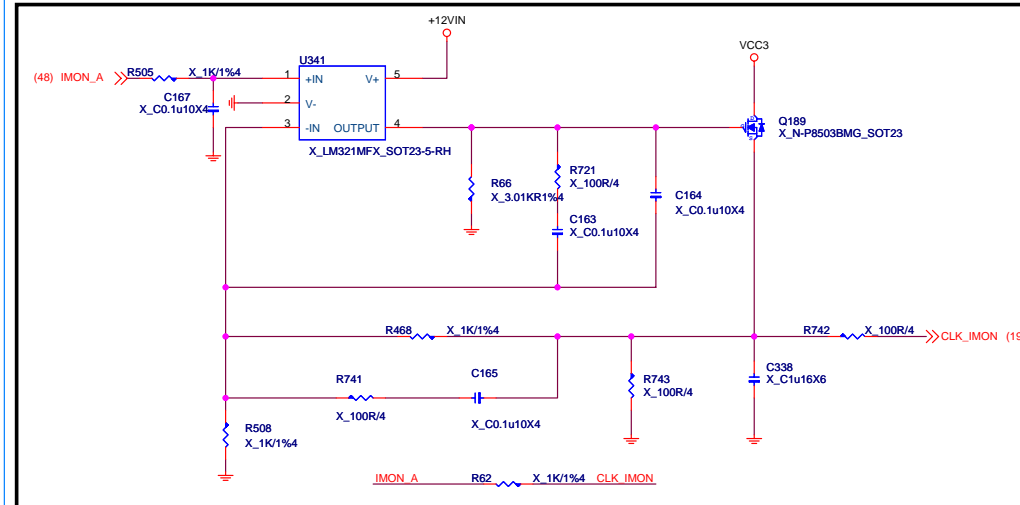 +12VIN
VCC3
(48) IMON_A
R505 X_1K/1%4
C167
X_C0.1u10X4
U341
1 +IN V+ 5
2 V-
3 -IN OUTPUT 4
X_LM321MFX_SOT23-5-RH
Q189
X_N-P8503BMG_SOT23
R66
X_3.01KR1%4
R721
X_100R/4
C163
X_C0.1u10X4
C164
X_C0.1u10X4
R468 X_1K/1%4
R742 X_100R/4
CLK_IMON (19
R741
X_100R/4
C165
X_C0.1u10X4
R743
X_100R/4
C338
X_C1u16X6
R508
X_1K/1%4
IMON_A R62 X_1K/1%4 CLK_IMON